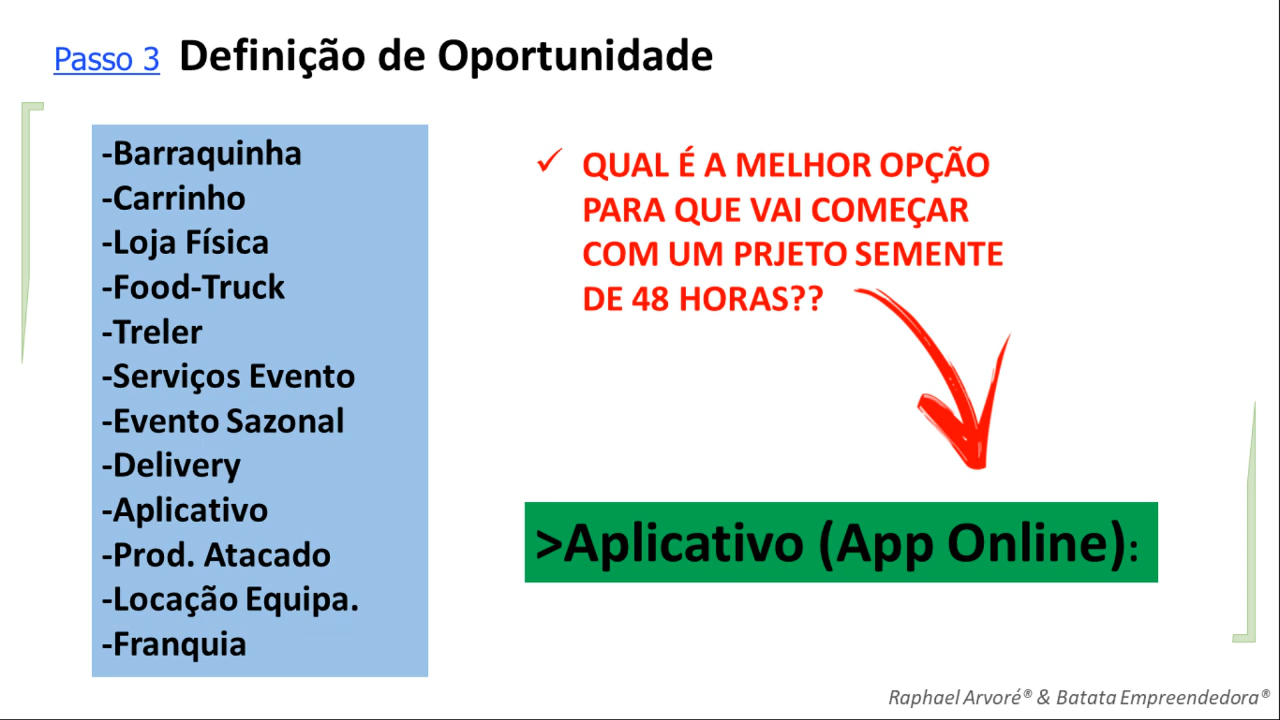 Passo 3 Definição de Oportunidade
-Barraquinha
-Carrinho
-Loja Física
-Food-Truck
-Treler
-Serviços Evento
-Evento Sazonal
-Delivery
-Aplicativo
-Prod. Atacado
-Locação Equipa.
-Franquia
✓ QUAL É A MELHOR OPÇÃO
PARA QUE VAI COMEÇAR
COM UM PRJETO SEMENTE
DE 48 HORAS??
>Aplicativo (App Online):
Raphael Arvoré® & Batata Empreendedora®